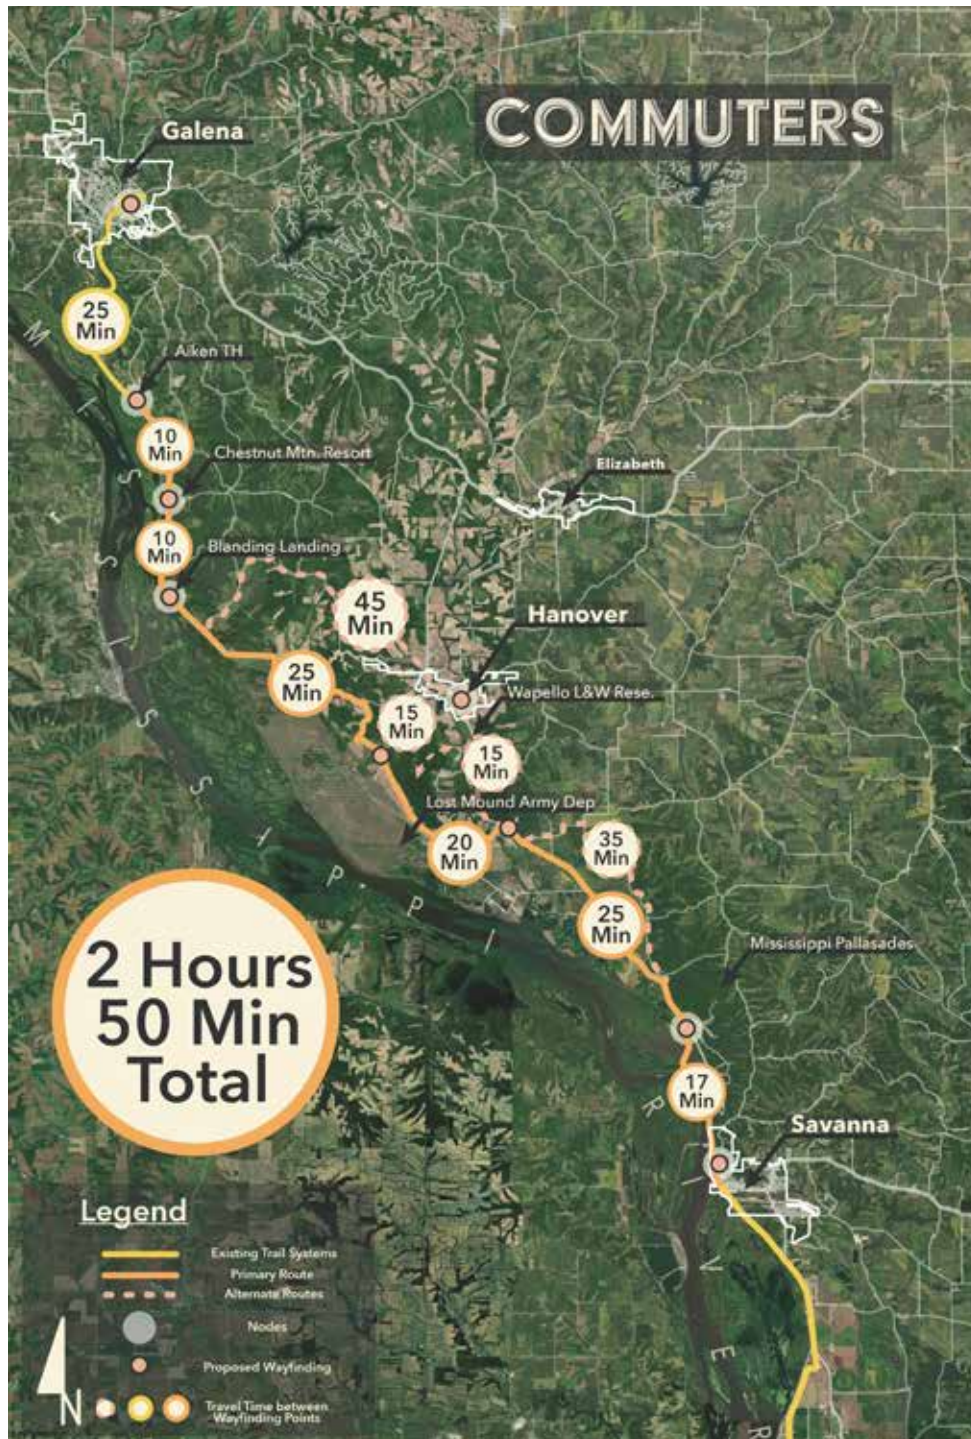 COMMUTERS
Galena
25
Min
Aiken TH
10
Min
Chestnut Mtn. Resort
Elizabeth
10
Min
Blanding Landing
45
Min
Hanover
25
Min
Wapello L&W Rese.
15
Min
15
Min
Lost Mound Army Dep
20
Min
35
Min
25
Min
Mississippi Pallasades
2 Hours
50 Min
Total
17
Min
Savanna
MISSISSIPPI RIVER
Legend
Existing Trail Systems
Primary Route
Alternate Routes
Nodes
Proposed Wayfinding
Travel Time between
Wayfinding Points
N